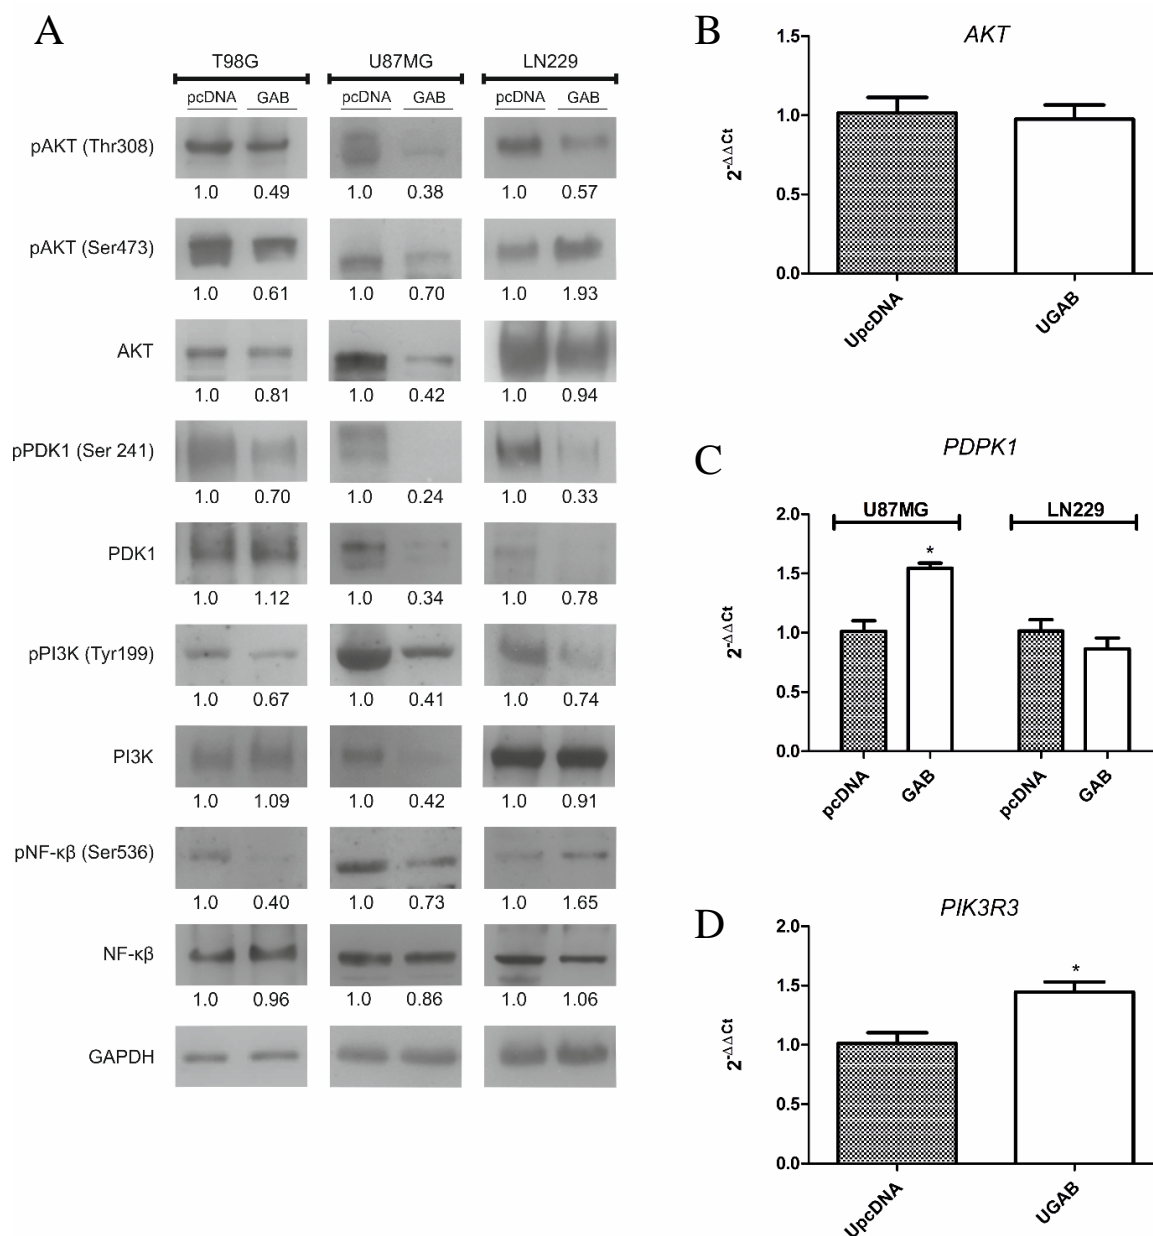 A
T98G U87MG LN229
pcDNA GAB pcDNA GAB pcDNA GAB
pAKT (Thr308)
1.0 0.49 1.0 0.38 1.0 0.57
pAKT (Ser473)
1.0 0.61 1.0 0.70 1.0 1.93
AKT
1.0 0.81 1.0 0.42 1.0 0.94
pPDK1 (Ser 241)
1.0 0.70 1.0 0.24 1.0 0.33
PDK1
1.0 1.12 1.0 0.34 1.0 0.78
pPI3K (Tyr199)
1.0 0.67 1.0 0.41 1.0 0.74
PI3K
1.0 1.09 1.0 0.42 1.0 0.91
pNF-κβ (Ser536)
1.0 0.40 1.0 0.73 1.0 1.65
NF-κβ
1.0 0.96 1.0 0.86 1.0 1.06
GAPDH
B
AKT
2-ΔΔCt
1.5
1.0
0.5
0.0
UpcDNA UGAB
C
PDPK1
U87MG LN229
2-ΔΔCt
2.0
1.5
1.0
0.5
0.0
*
pcDNA GAB pcDNA GAB
D
PIK3R3
2-ΔΔCt
2.0
1.5
1.0
0.5
0.0
*
UpcDNA UGAB